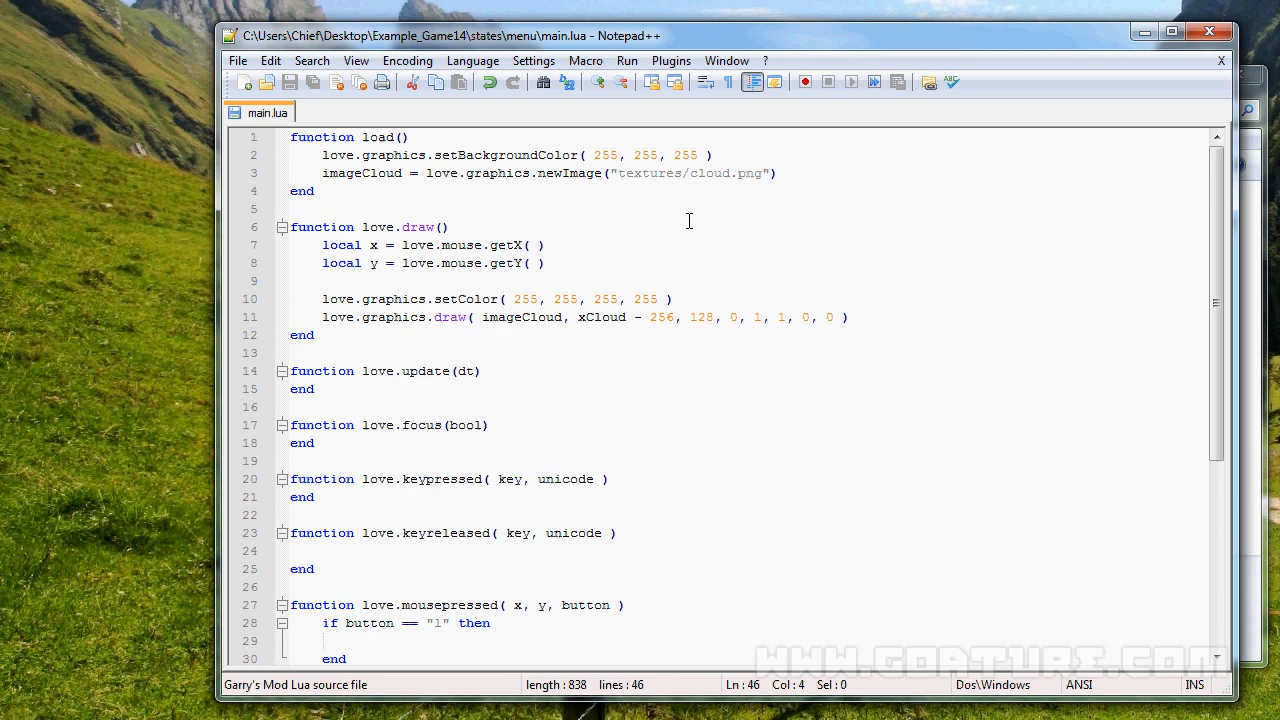 C:\Users\Chief\Desktop\Example_Game14\states\menu\main.lua - Notepad++
File Edit Search View Encoding Language Settings Macro Run Plugins Window ? X
main.lua
1 function load()
2 love.graphics.setBackgroundColor( 255, 255, 255 )
3 imageCloud = love.graphics.newImage("textures/cloud.png")
4 end
5
6 function love.draw()
7 local x = love.mouse.getX( )
8 local y = love.mouse.getY( )
9
10 love.graphics.setColor( 255, 255, 255, 255 )
11 love.graphics.draw( imageCloud, xCloud - 256, 128, 0, 1, 1, 0, 0 )
12 end
13
14 function love.update(dt)
15 end
16
17 function love.focus(bool)
18 end
19
20 function love.keypressed( key, unicode )
21 end
22
23 function love.keyreleased( key, unicode )
24
25 end
26
27 function love.mousepressed( x, y, button )
28 if button == "l" then
29
30 end
www.GOATURI.com
Garry's Mod Lua source file length : 838 lines : 46 Ln : 46 Col : 4 Sel : 0 Dos\Windows ANSI INS